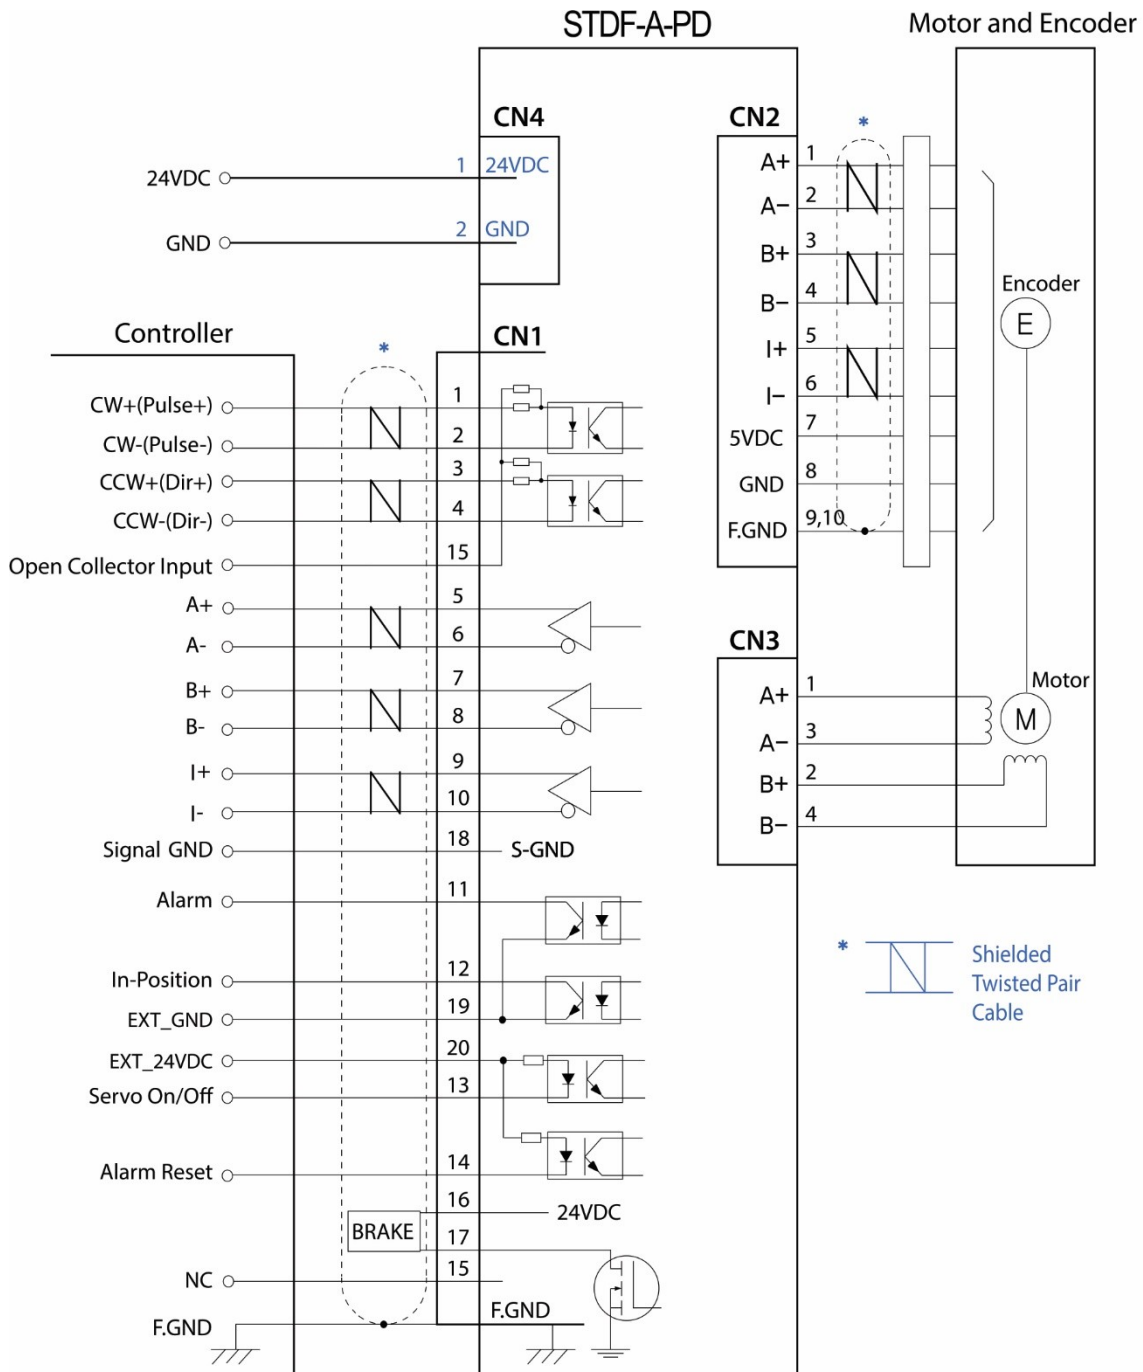 STDF-A-PD
Motor and Encoder
CN4
1 24VDC
24VDC
2 GND
GND
Controller
*
CN1
CW+(Pulse+) 1
CW-(Pulse-) 2
CCW+(Dir+) 3
CCW-(Dir-) 4
Open Collector Input 15
A+ 5
A- 6
B+ 7
B- 8
I+ 9
I- 10
Signal GND 18 S-GND
Alarm 11
In-Position 12
EXT_GND 19
EXT_24VDC 20
Servo On/Off 13
Alarm Reset 14
16 24VDC
BRAKE
17
NC 15
F.GND
F.GND
CN2
*
A+ 1
A− 2
B+ 3
B− 4
I+ 5
I− 6
5VDC 7
GND 8
F.GND 9,10
Encoder
E
CN3
A+ 1
A− 3
B+ 2
B− 4
Motor
M
* Shielded
Twisted Pair
Cable